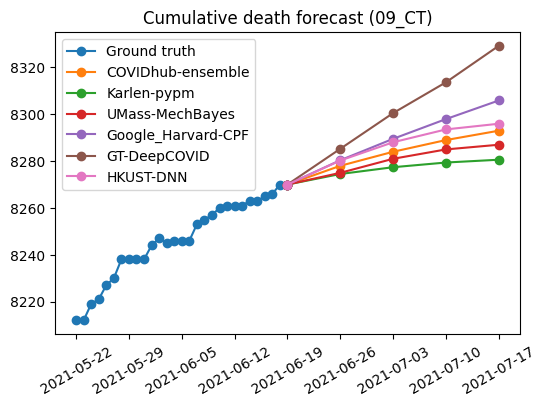 Cumulative death forecast (09_CT)
8320
8300
8280
8260
8240
8220
Ground truth
COVIDhub-ensemble
Karlen-pypm
UMass-MechBayes
Google_Harvard-CPF
GT-DeepCOVID
HKUST-DNN
2021-05-22
2021-05-29
2021-06-05
2021-06-12
2021-06-19
2021-06-26
2021-07-03
2021-07-10
2021-07-17